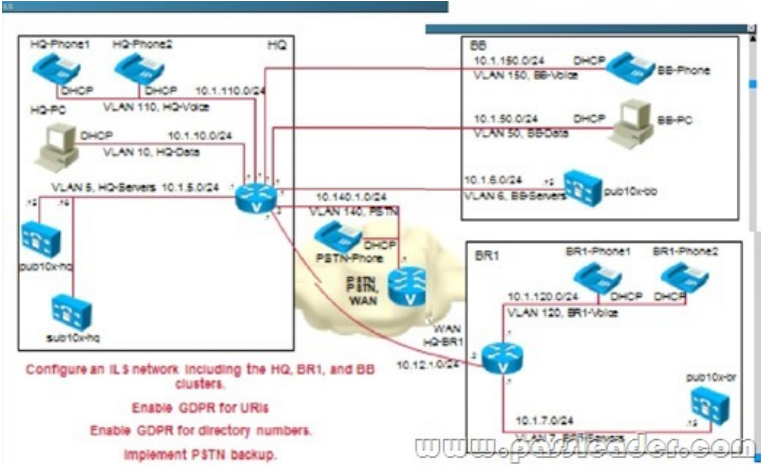 ILS
HQ-Phone1
HQ-Phone2
HQ
DHCP
DHCP
10.1.110.0/24
VLAN 110, HQ-Voice
HQ-PC
DHCP
10.1.10.0/24
VLAN 10, HQ-Data
VLAN 5, HQ-Servers 10.1.5.0/24
.15
.16
pub10x-hq
sub10x-hq
BB
10.1.150.0/24
DHCP
VLAN 150, BB-Voice
BB-Phone
10.1.50.0/24
DHCP
VLAN 50, BB-Data
BB-PC
10.1.6.0/24
.15
VLAN 6, BB-Servers
pub10x-bb
10.140.1.0/24
VLAN 140, PSTN
DHCP
PSTN-Phone
PSTN,
WAN
WAN
HQ-BR1
10.12.1.0/24
BR1
BR1-Phone1
BR1-Phone2
10.1.120.0/24
DHCP
DHCP
VLAN 120, BR1-Voice
pub10x-br
10.1.7.0/24
.15
Configure an ILS network including the HQ, BR1, and BB
clusters.
Enable GDPR for URIs
Enable GDPR for directory numbers.
Implement PSTN backup.
www.passleader.com